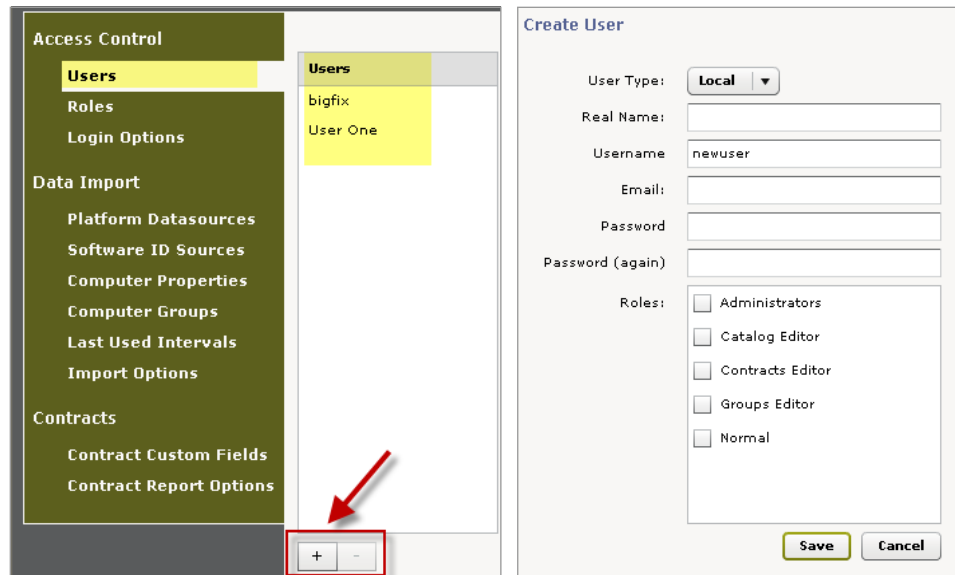 Access Control
Users
Roles
Login Options
Data Import
Platform Datasources
Software ID Sources
Computer Properties
Computer Groups
Last Used Intervals
Import Options
Contracts
Contract Custom Fields
Contract Report Options
Users
bigfix
User One
+ -
Create User
User Type: Local
Real Name:
Username newuser
Email:
Password
Password (again)
Roles: Administrators
Catalog Editor
Contracts Editor
Groups Editor
Normal
Save Cancel